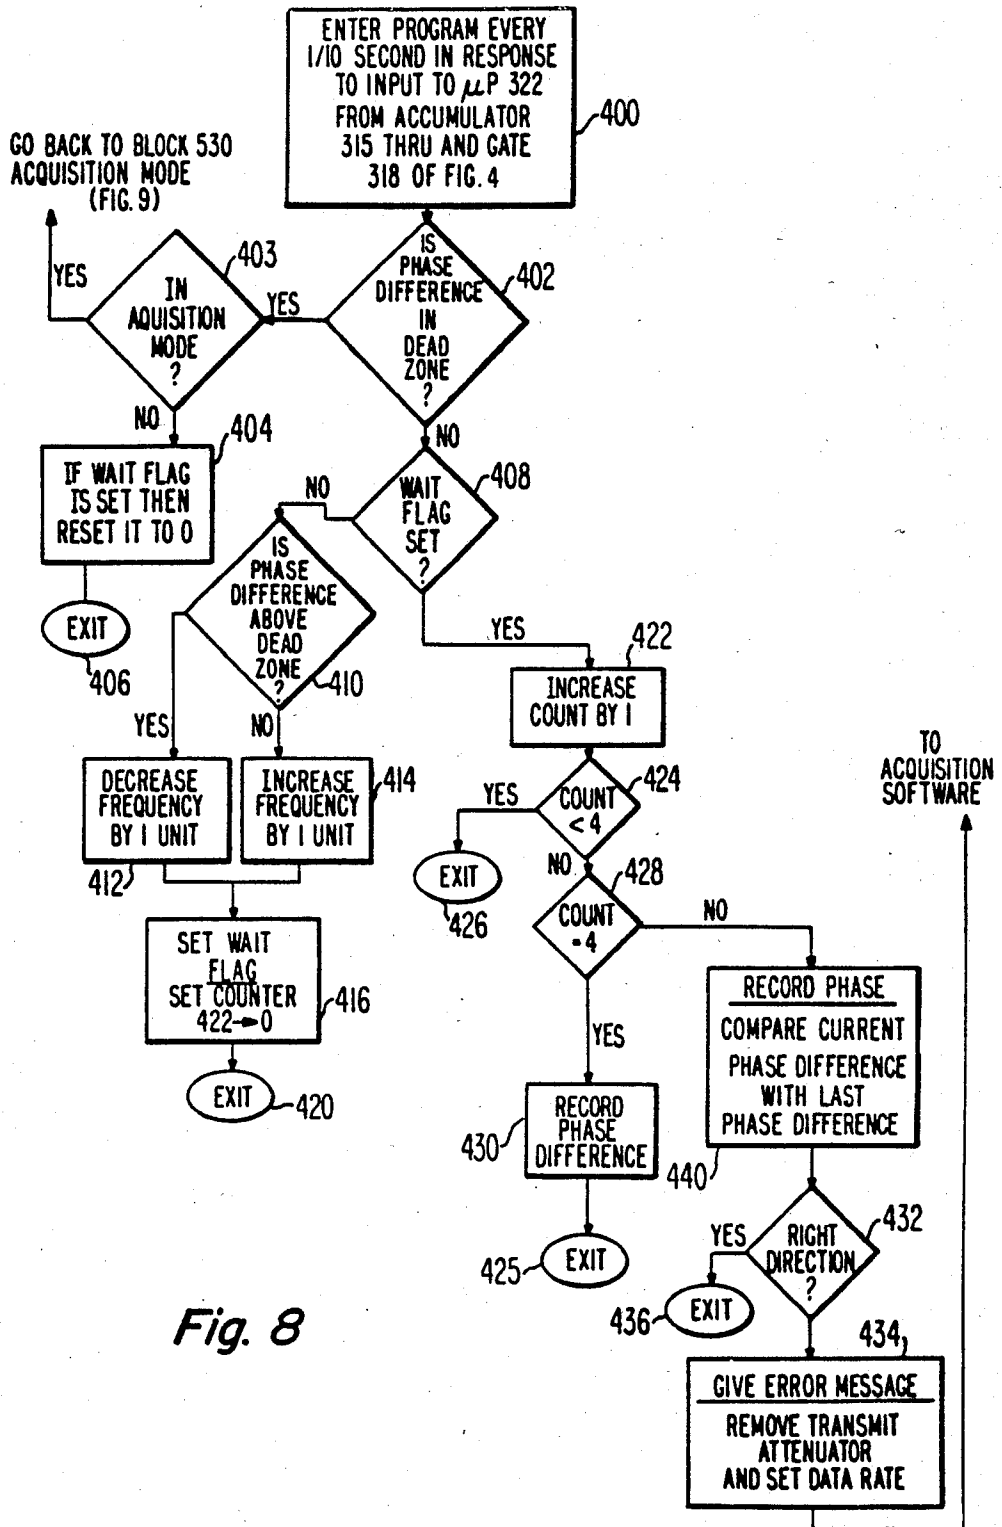 ENTER PROGRAM EVERY
1/10 SECOND IN RESPONSE
TO INPUT TO µP 322
FROM ACCUMULATOR
315 THRU AND GATE
318 OF FIG. 4
400
GO BACK TO BLOCK 530
ACQUISITION MODE
(FIG. 9)
YES
IN
AQUISITION
MODE
?
403
YES
IS
PHASE
DIFFERENCE
IN
DEAD
ZONE
?
402
NO
404
IF WAIT FLAG
IS SET THEN
RESET IT TO 0
EXIT
406
NO
WAIT
FLAG
SET
?
408
NO
IS
PHASE
DIFFERENCE
ABOVE
DEAD
ZONE
?
410
YES
NO
YES
422
INCREASE
COUNT BY 1
DECREASE
FREQUENCY
BY 1 UNIT
412
INCREASE
FREQUENCY
BY 1 UNIT
414
COUNT
< 4
424
YES
EXIT
426
NO
428
COUNT
= 4
NO
TO
ACQUISITION
SOFTWARE
SET WAIT
FLAG
SET COUNTER
422→0
416
EXIT
420
YES
RECORD
PHASE
DIFFERENCE
430
EXIT
425
RECORD PHASE
COMPARE CURRENT
PHASE DIFFERENCE
WITH LAST
PHASE DIFFERENCE
440
RIGHT
DIRECTION
?
432
YES
EXIT
436
434
GIVE ERROR MESSAGE
REMOVE TRANSMIT
ATTENUATOR
AND SET DATA RATE
Fig. 8